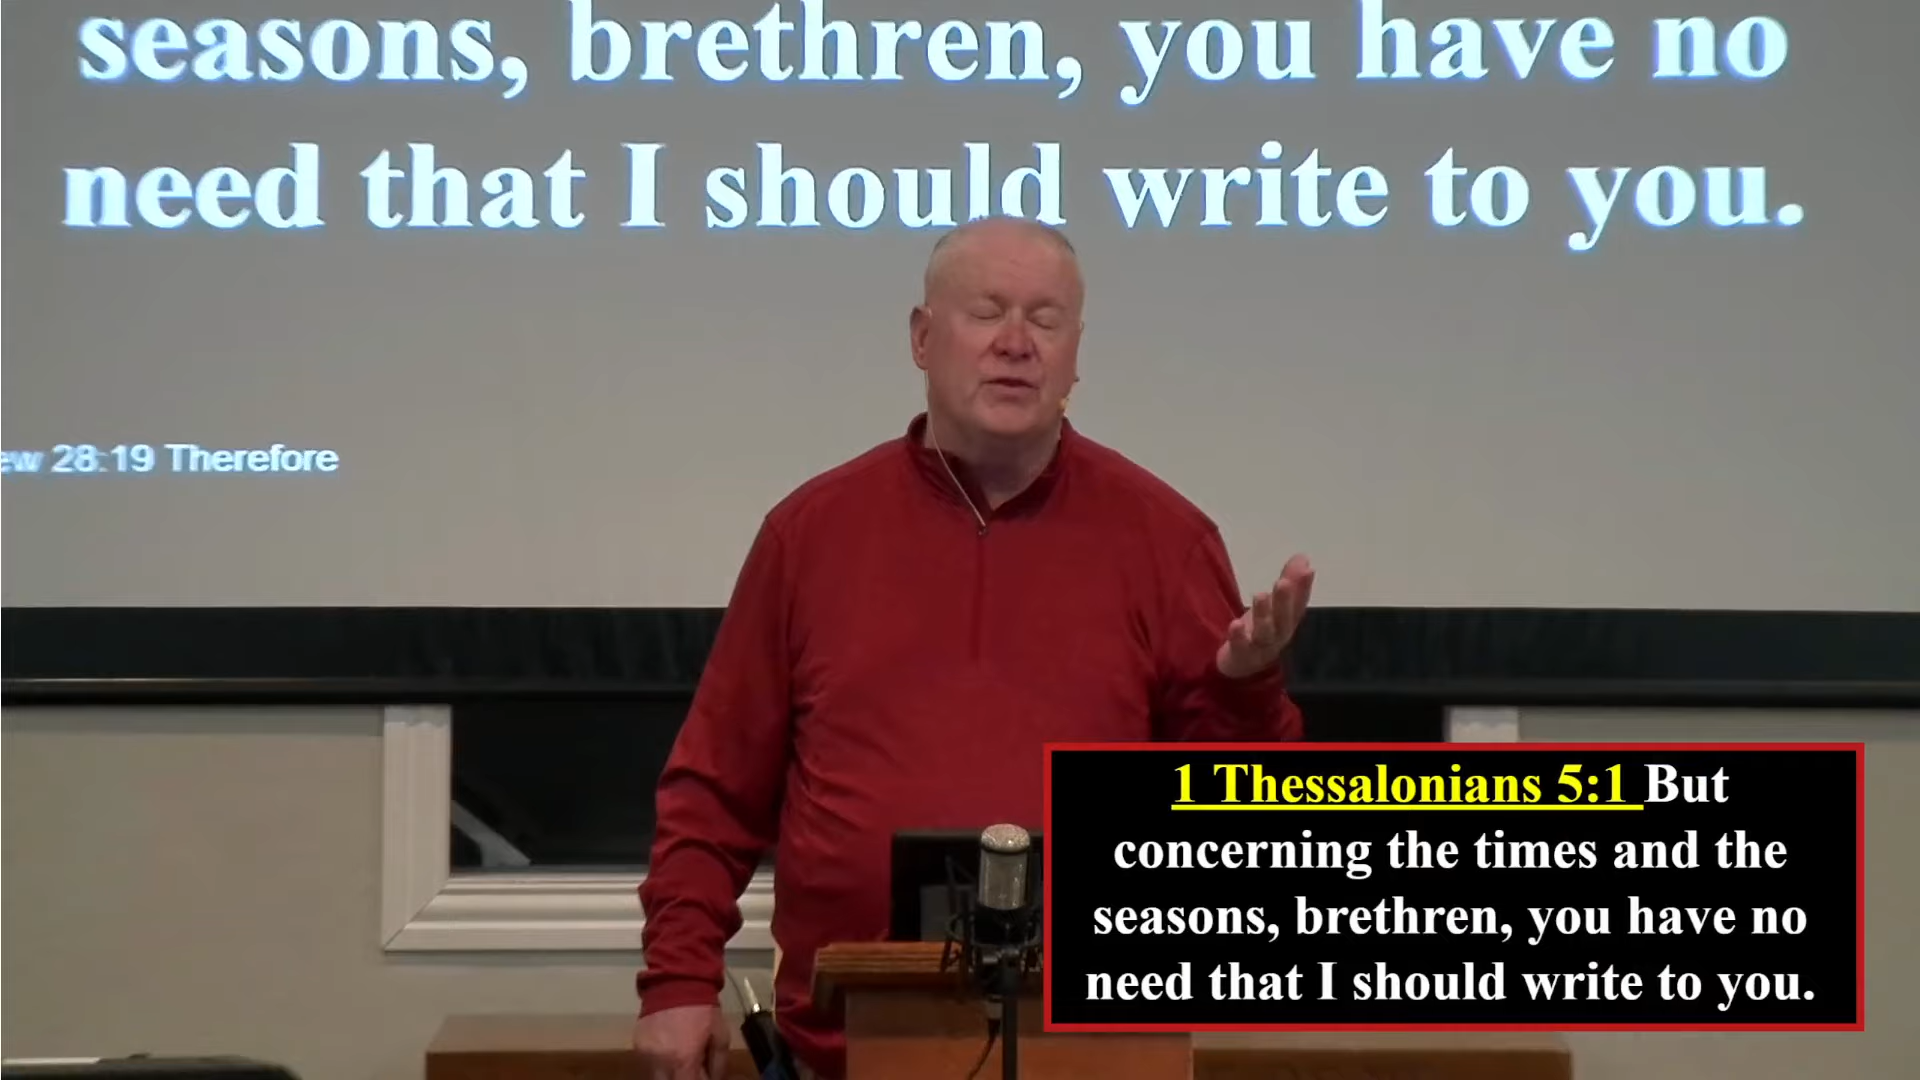 seasons, brethren, you have no
need that I should write to you.
ew 28:19 Therefore
1 Thessalonians 5:1 But
concerning the times and the
seasons, brethren, you have no
need that I should write to you.